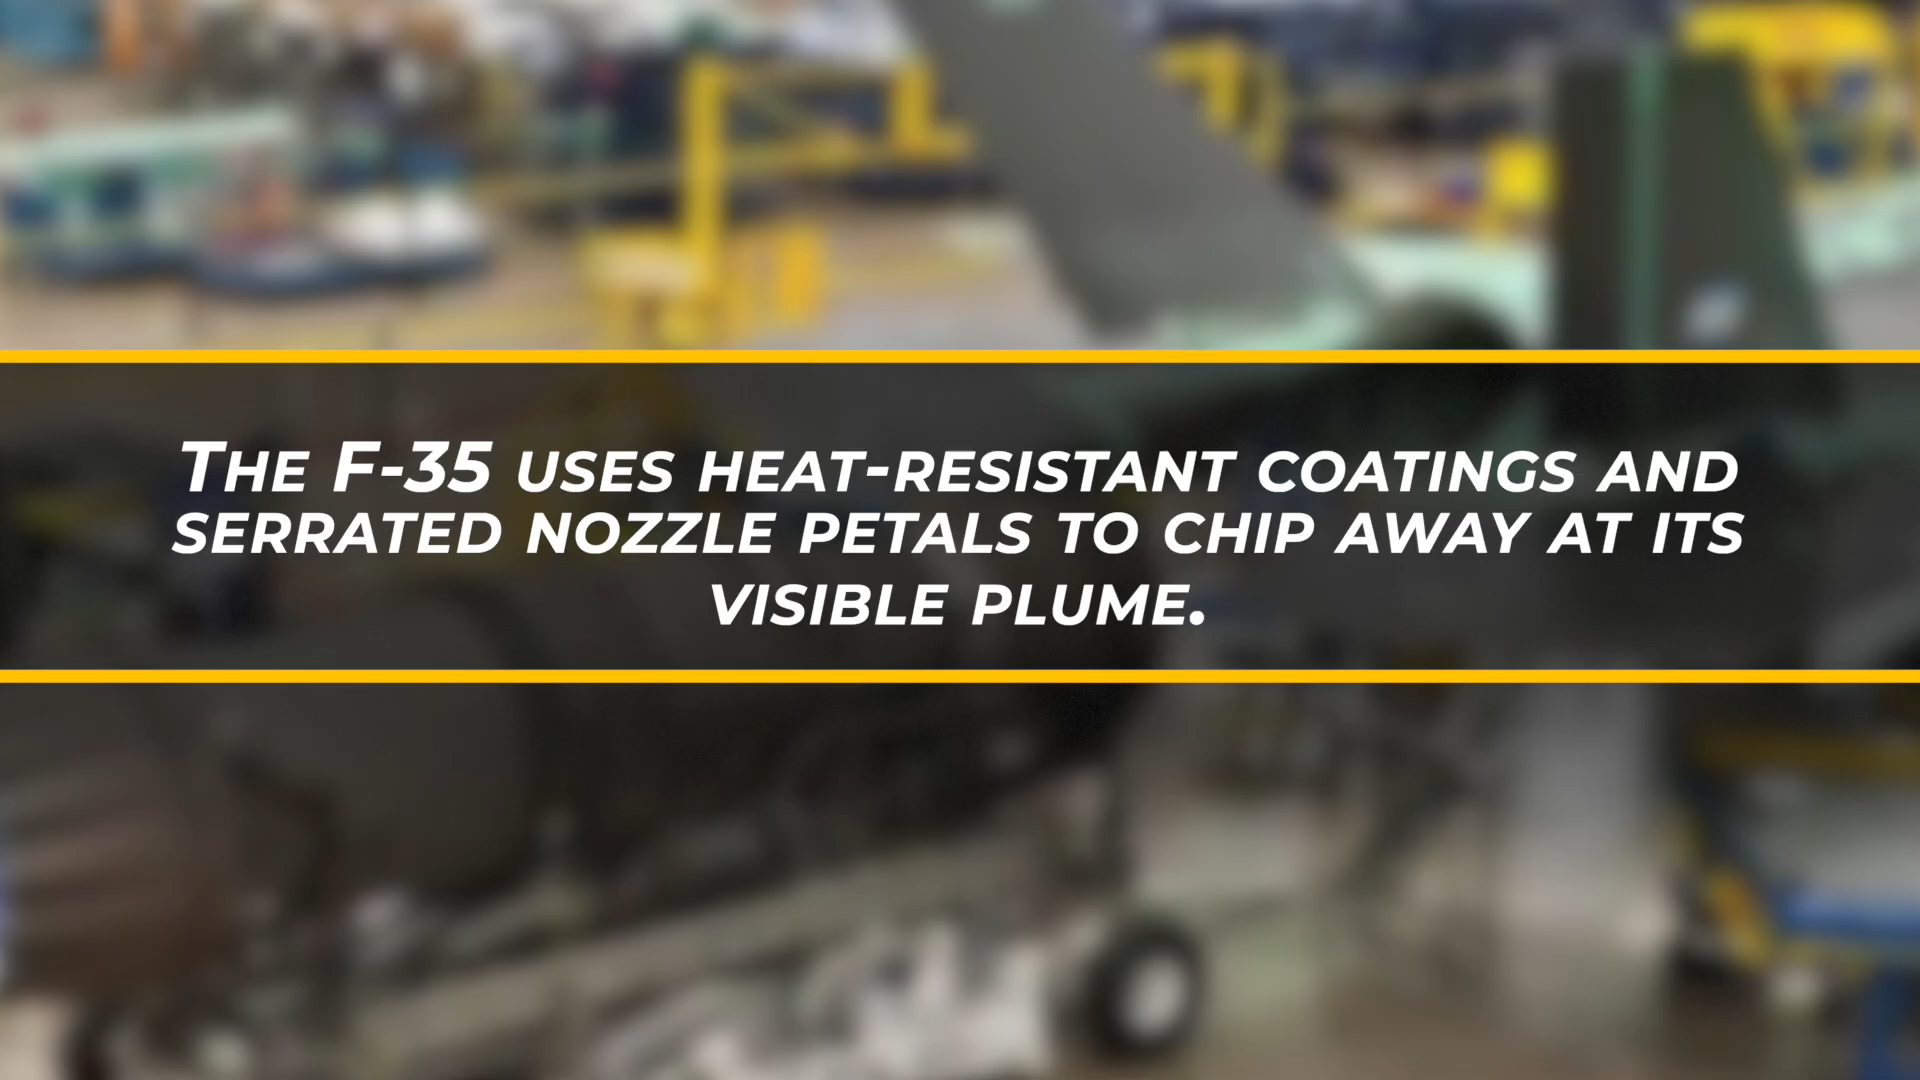 The F-35 uses heat-resistant coatings and
serrated nozzle petals to chip away at its
visible plume.